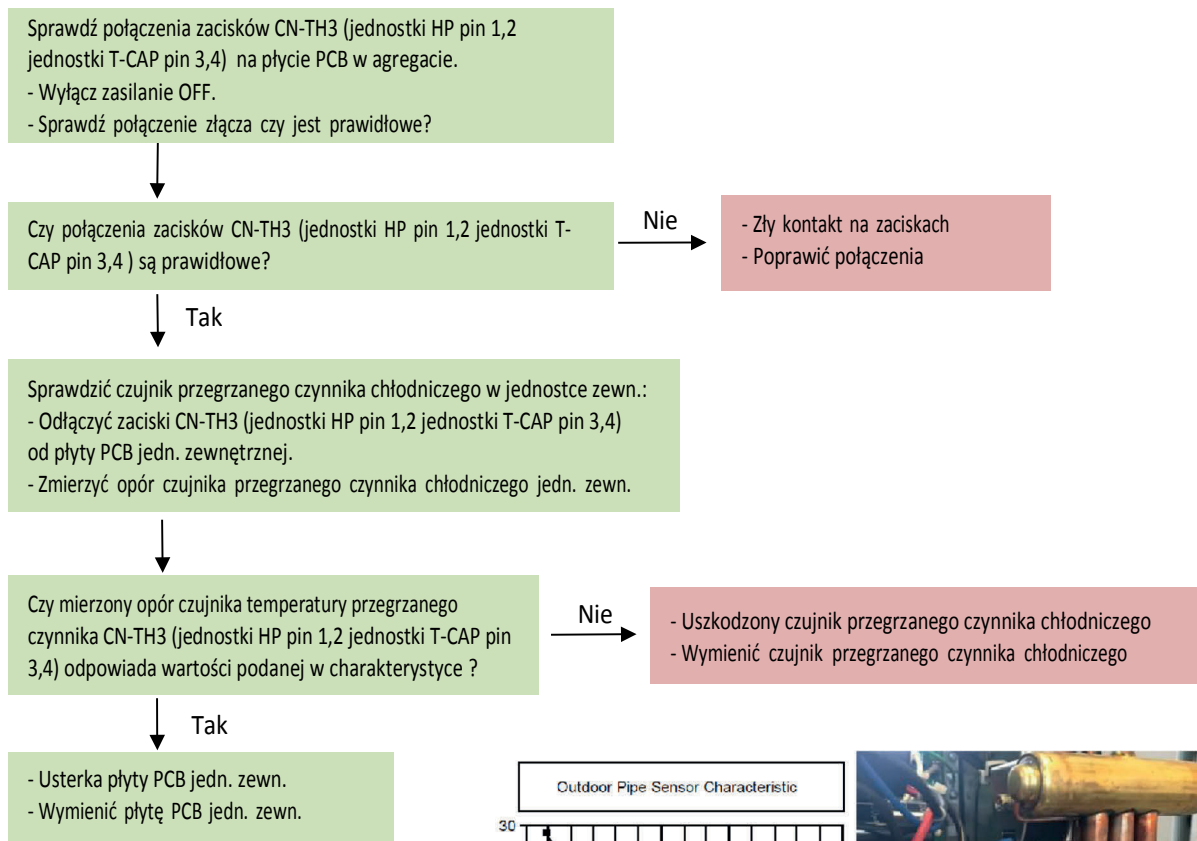 Sprawdź połączenia zacisków CN-TH3 (jednostki HP pin 1,2
jednostki T-CAP pin 3,4) na płycie PCB w agregacie.
- Wyłącz zasilanie OFF.
- Sprawdź połączenie złącza czy jest prawidłowe?
Czy połączenia zacisków CN-TH3 (jednostki HP pin 1,2 jednostki T-
CAP pin 3,4 ) są prawidłowe?
Nie
- Zły kontakt na zaciskach
- Poprawić połączenia
Tak
Sprawdzić czujnik przegrzanego czynnika chłodniczego w jednostce zewn.:
- Odłączyć zaciski CN-TH3 (jednostki HP pin 1,2 jednostki T-CAP pin 3,4)
od płyty PCB jedn. zewnętrznej.
- Zmierzyć opór czujnika przegrzanego czynnika chłodniczego jedn. zewn.
Czy mierzony opór czujnika temperatury przegrzanego
czynnika CN-TH3 (jednostki HP pin 1,2 jednostki T-CAP pin
3,4) odpowiada wartości podanej w charakterystyce ?
Nie
- Uszkodzony czujnik przegrzanego czynnika chłodniczego
- Wymienić czujnik przegrzanego czynnika chłodniczego
Tak
- Usterka płyty PCB jedn. zewn.
- Wymienić płytę PCB jedn. zewn.
Outdoor Pipe Sensor Characteristic
30